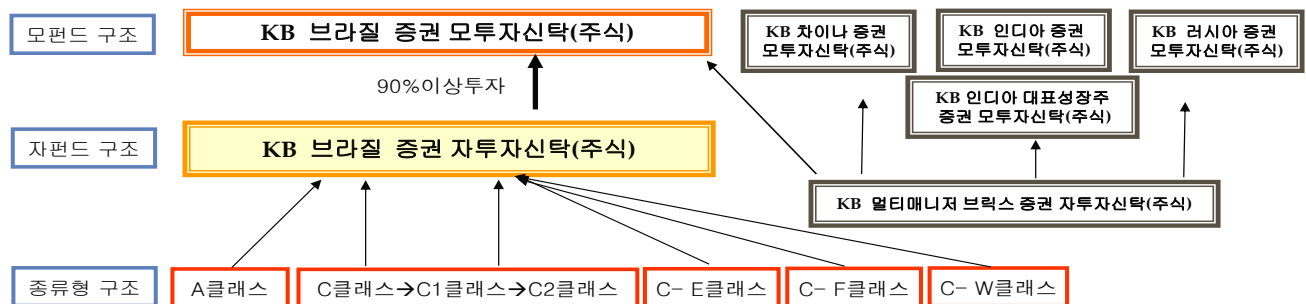 모펀드 구조
KB 브라질 증권 모투자신탁(주식)
KB 차이나 증권
모투자신탁(주식)
KB 인디아 증권
모투자신탁(주식)
KB 러시아 증권
모투자신탁(주식)
90%이상투자
KB 인디아 대표성장주
증권 모투자신탁(주식)
자펀드 구조
KB 브라질 증권 자투자신탁(주식)
KB 멀티매니저 브릭스 증권 자투자신탁(주식)
종류형 구조
A클래스
C클래스→C1클래스→C2클래스
C- E클래스
C- F클래스
C- W클래스